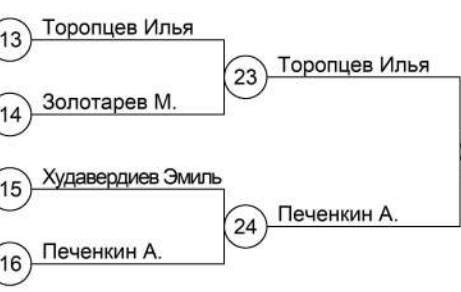 13 Торопцев Илья
23 Торопцев Илья
14 Золотарев М.
15 Худавердиев Эмиль
24 Печенкин А.
16 Печенкин А.